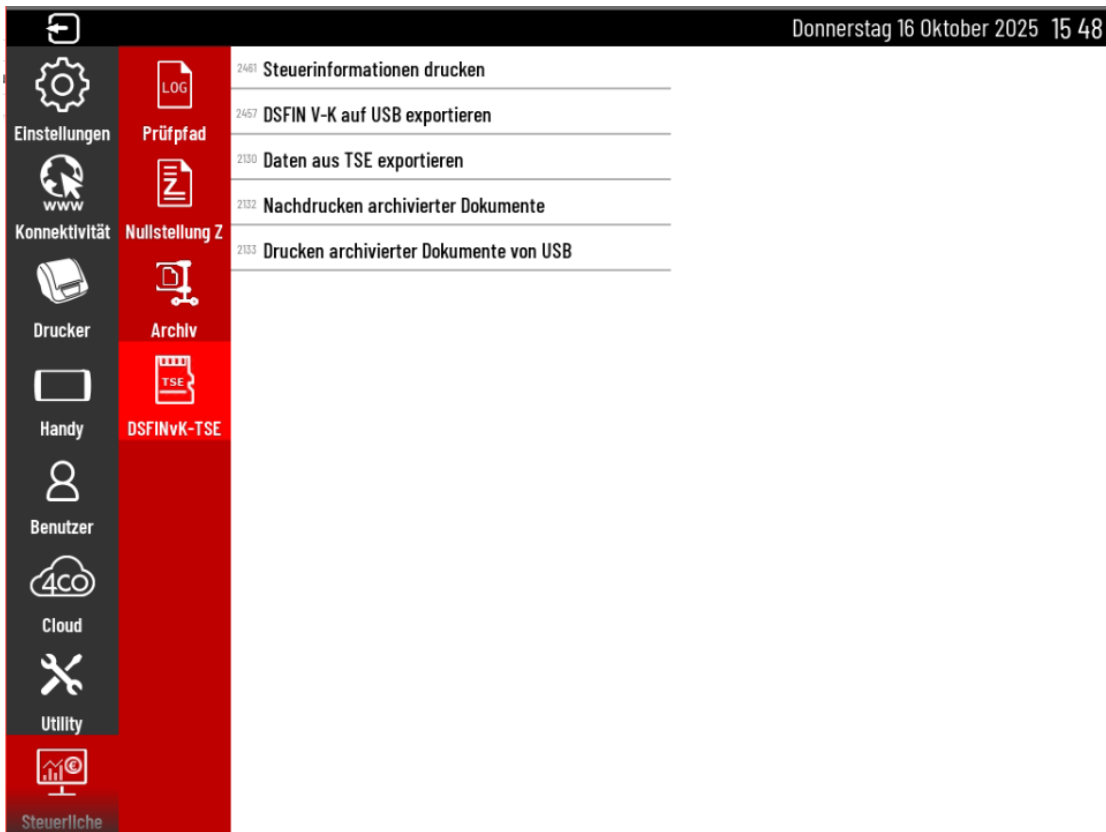 Donnerstag 16 Oktober 2025 15 48
Einstellungen
www
Konnektivität
Drucker
Handy
Benutzer
4CO
Cloud
Utility
Steuerliche
LOG
Prüfpfad
Z
Nullstellung Z
Archiv
TSE
DSFINvK-TSE
2461 Steuerinformationen drucken
2457 DSFIN V-K auf USB exportieren
2130 Daten aus TSE exportieren
2132 Nachdrucken archivierter Dokumente
2133 Drucken archivierter Dokumente von USB